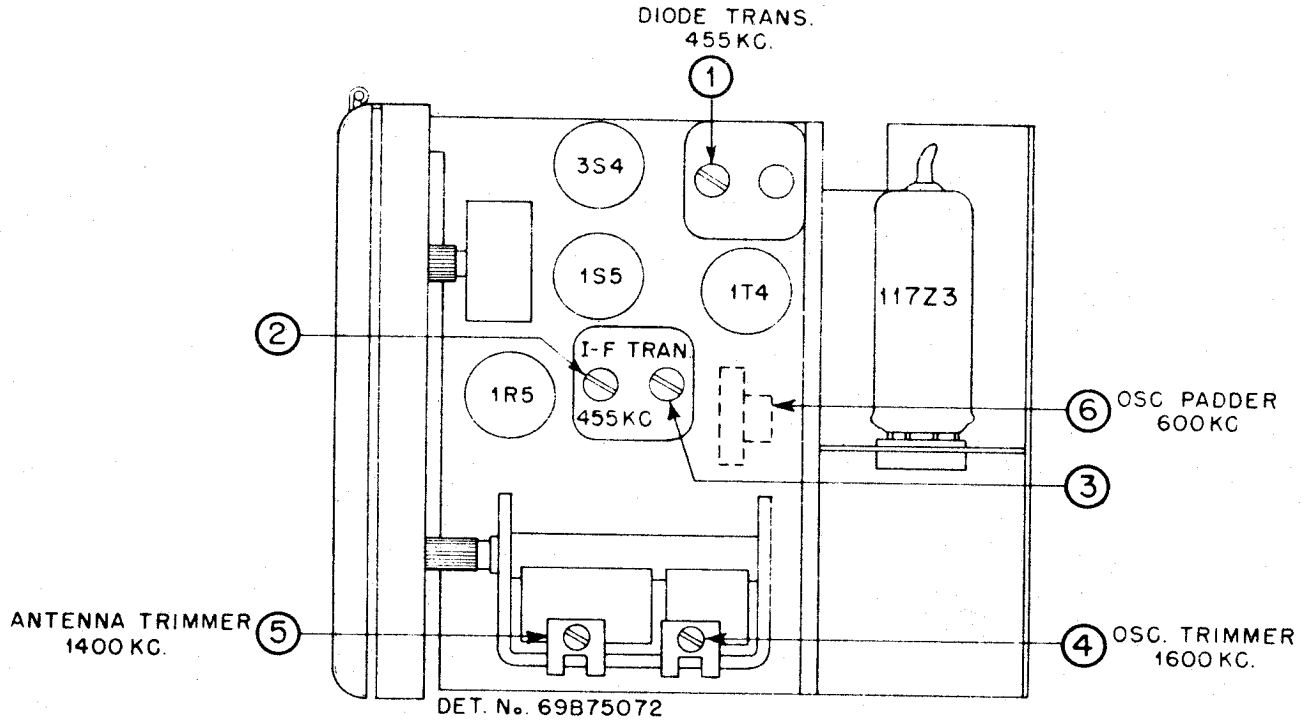 DIODE TRANS.
455KC.
1
3S4
1S5
1T4
117Z3
2
I-F TRAN.
1R5
455KC
6
OSC PADDER
600KC
3
ANTENNA TRIMMER
1400KC.
5
4
OSC. TRIMMER
1600KC.
DET. No. 69B75072